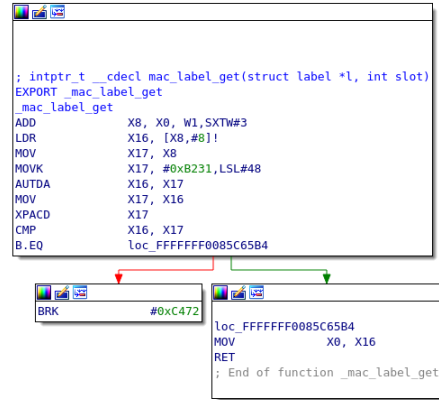 ; intptr_t __cdecl mac_label_get(struct label *l, int slot)
EXPORT _mac_label_get
_mac_label_get
ADD X8, X0, W1,SXTW#3
LDR X16, [X8,#8]!
MOV X17, X8
MOVK X17, #0xB231,LSL#48
AUTDA X16, X17
MOV X17, X16
XPACD X17
CMP X16, X17
B.EQ loc_FFFFFFF0085C65B4
BRK #0xC472
loc_FFFFFFF0085C65B4
MOV X0, X16
RET
; End of function _mac_label_get